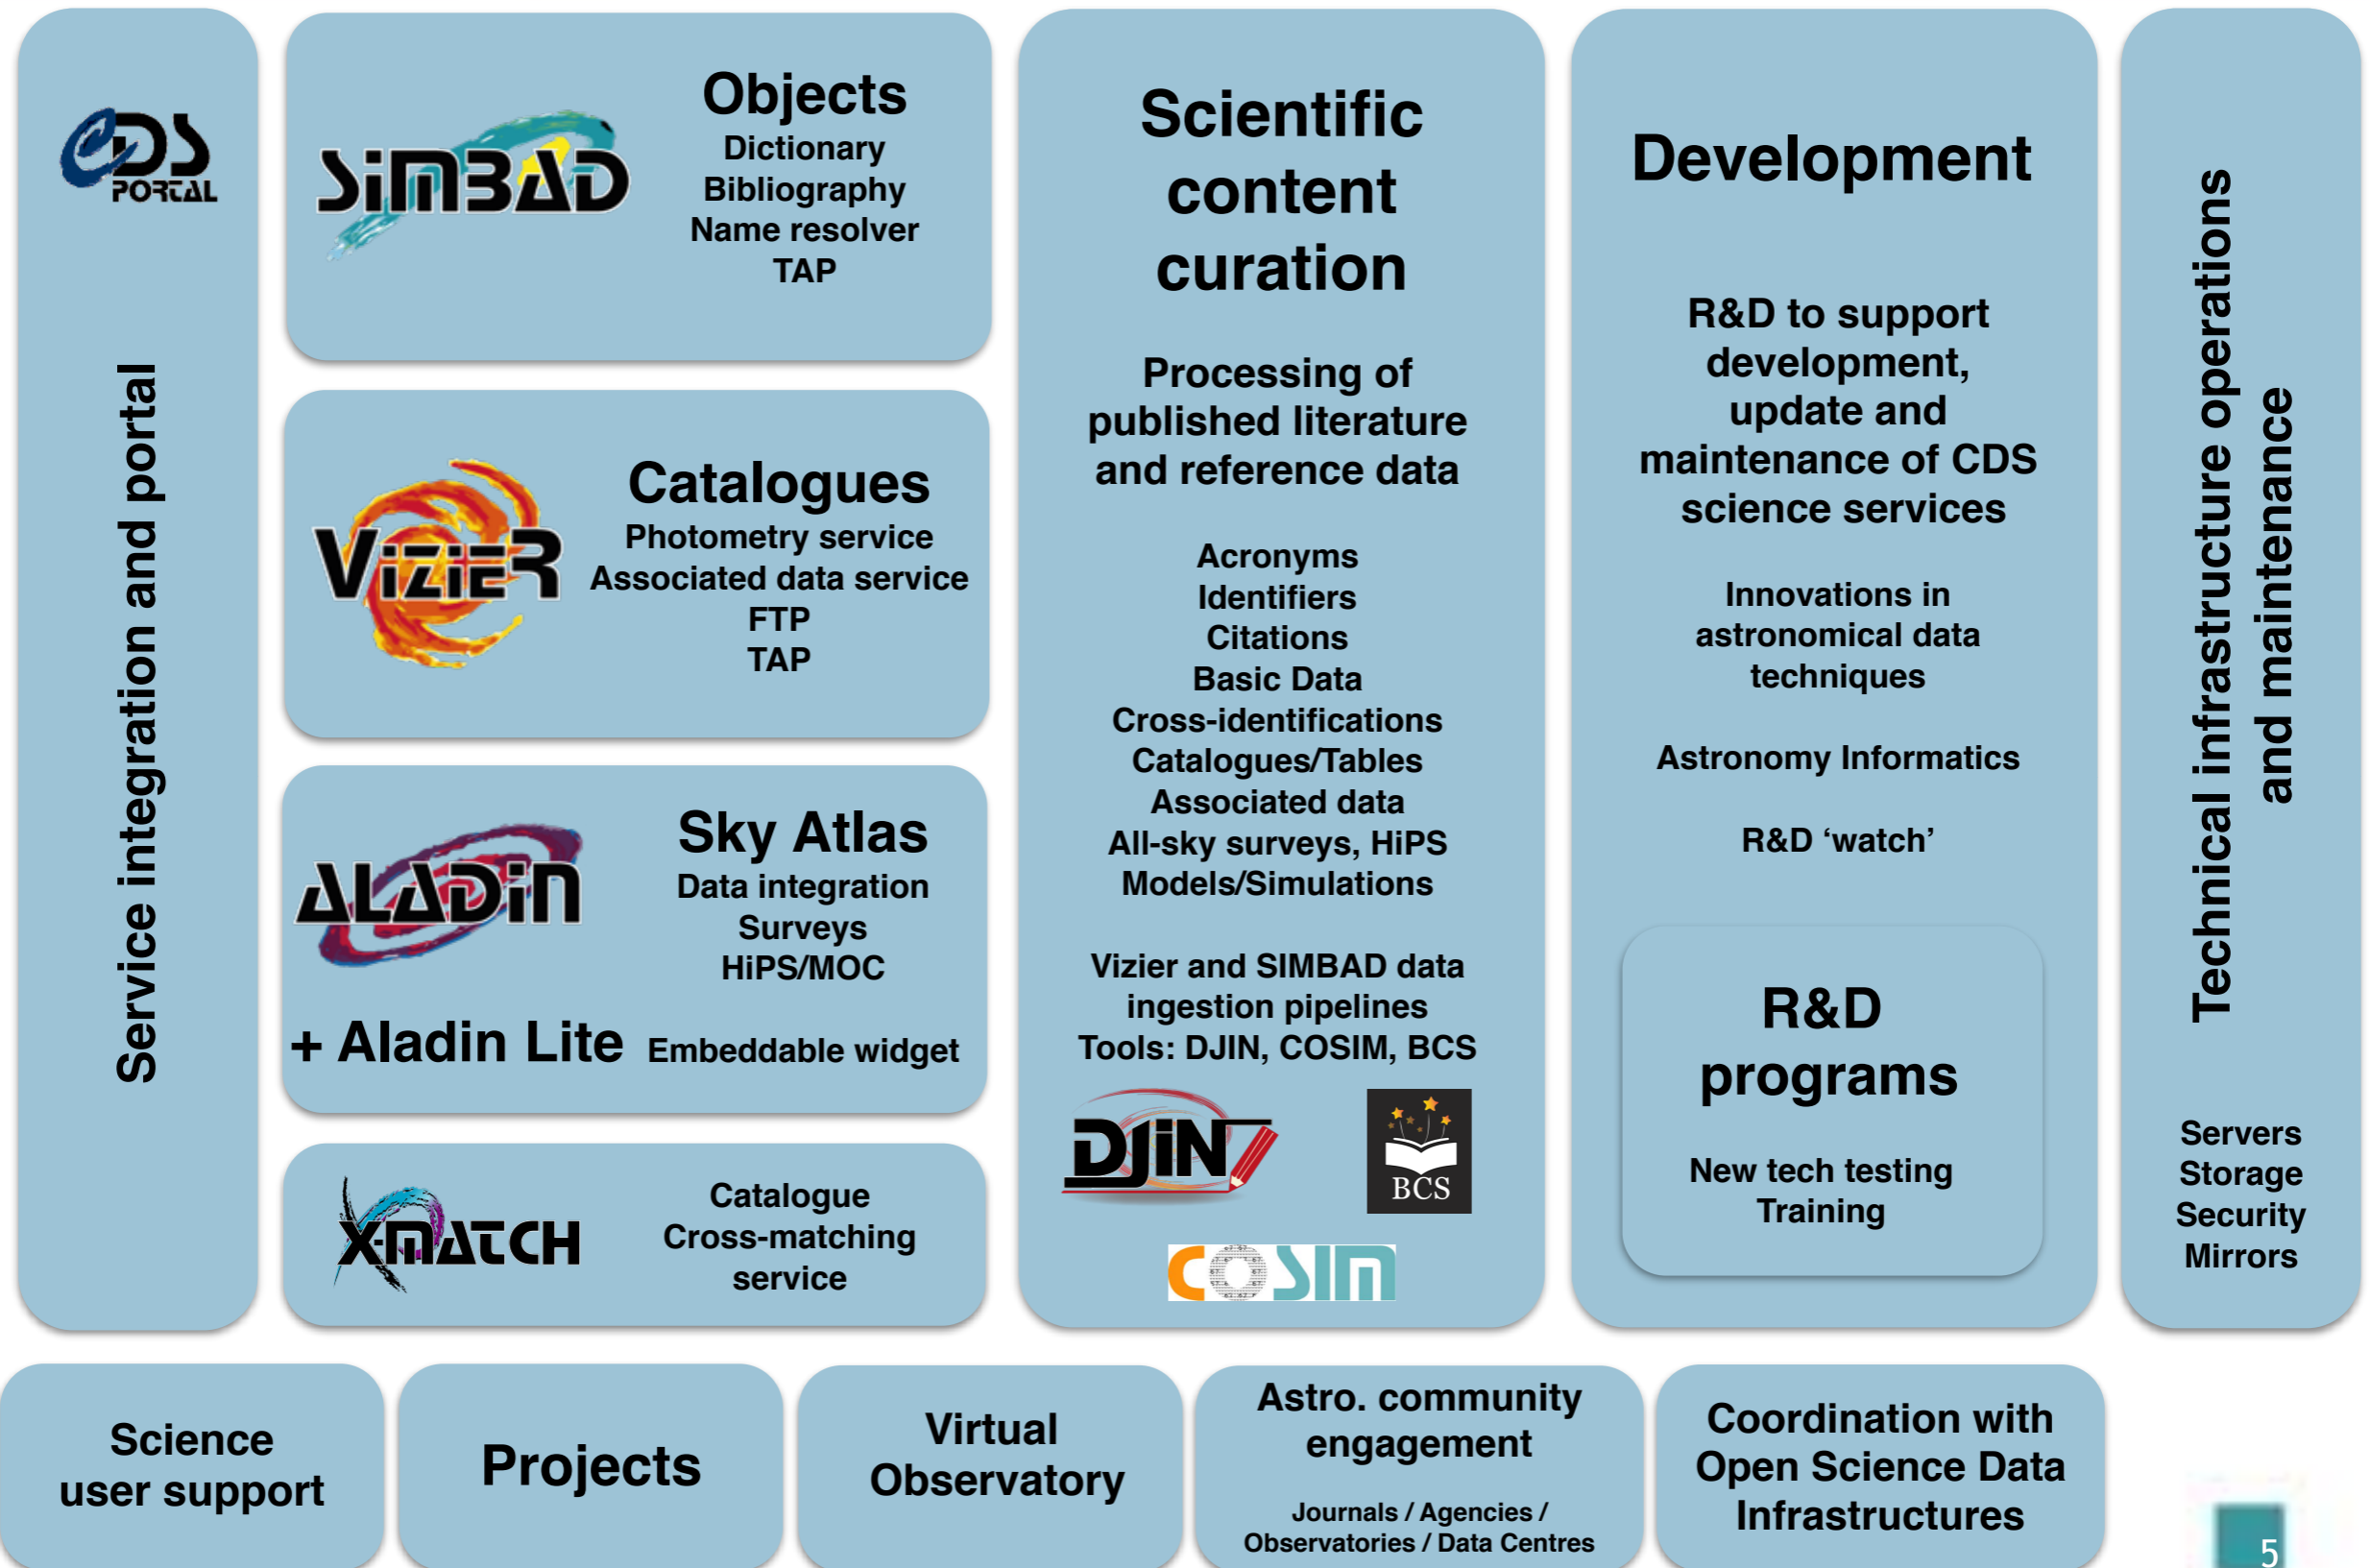 CDS
PORTAL
Service integration and portal
SiMBAD
Objects
Dictionary
Bibliography
Name resolver
TAP
ViZiER
Catalogues
Photometry service
Associated data service
FTP
TAP
ALADiN
Sky Atlas
Data integration
Surveys
HiPS/MOC
+ Aladin Lite Embeddable widget
X-MATCH
Catalogue
Cross-matching
service
Scientific
content
curation
Processing of
published literature
and reference data
Acronyms
Identifiers
Citations
Basic Data
Cross-identifications
Catalogues/Tables
Associated data
All-sky surveys, HiPS
Models/Simulations
Vizier and SIMBAD data
ingestion pipelines
Tools: DJIN, COSIM, BCS
DJiN
BCS
COSIM
Development
R&D to support
development,
update and
maintenance of CDS
science services
Innovations in
astronomical data
techniques
Astronomy Informatics
R&D ‘watch’
R&D
programs
New tech testing
Training
Technical infrastructure operations
and maintenance
Servers
Storage
Security
Mirrors
Science
user support
Projects
Virtual
Observatory
Astro. community
engagement
Journals / Agencies /
Observatories / Data Centres
Coordination with
Open Science Data
Infrastructures
5